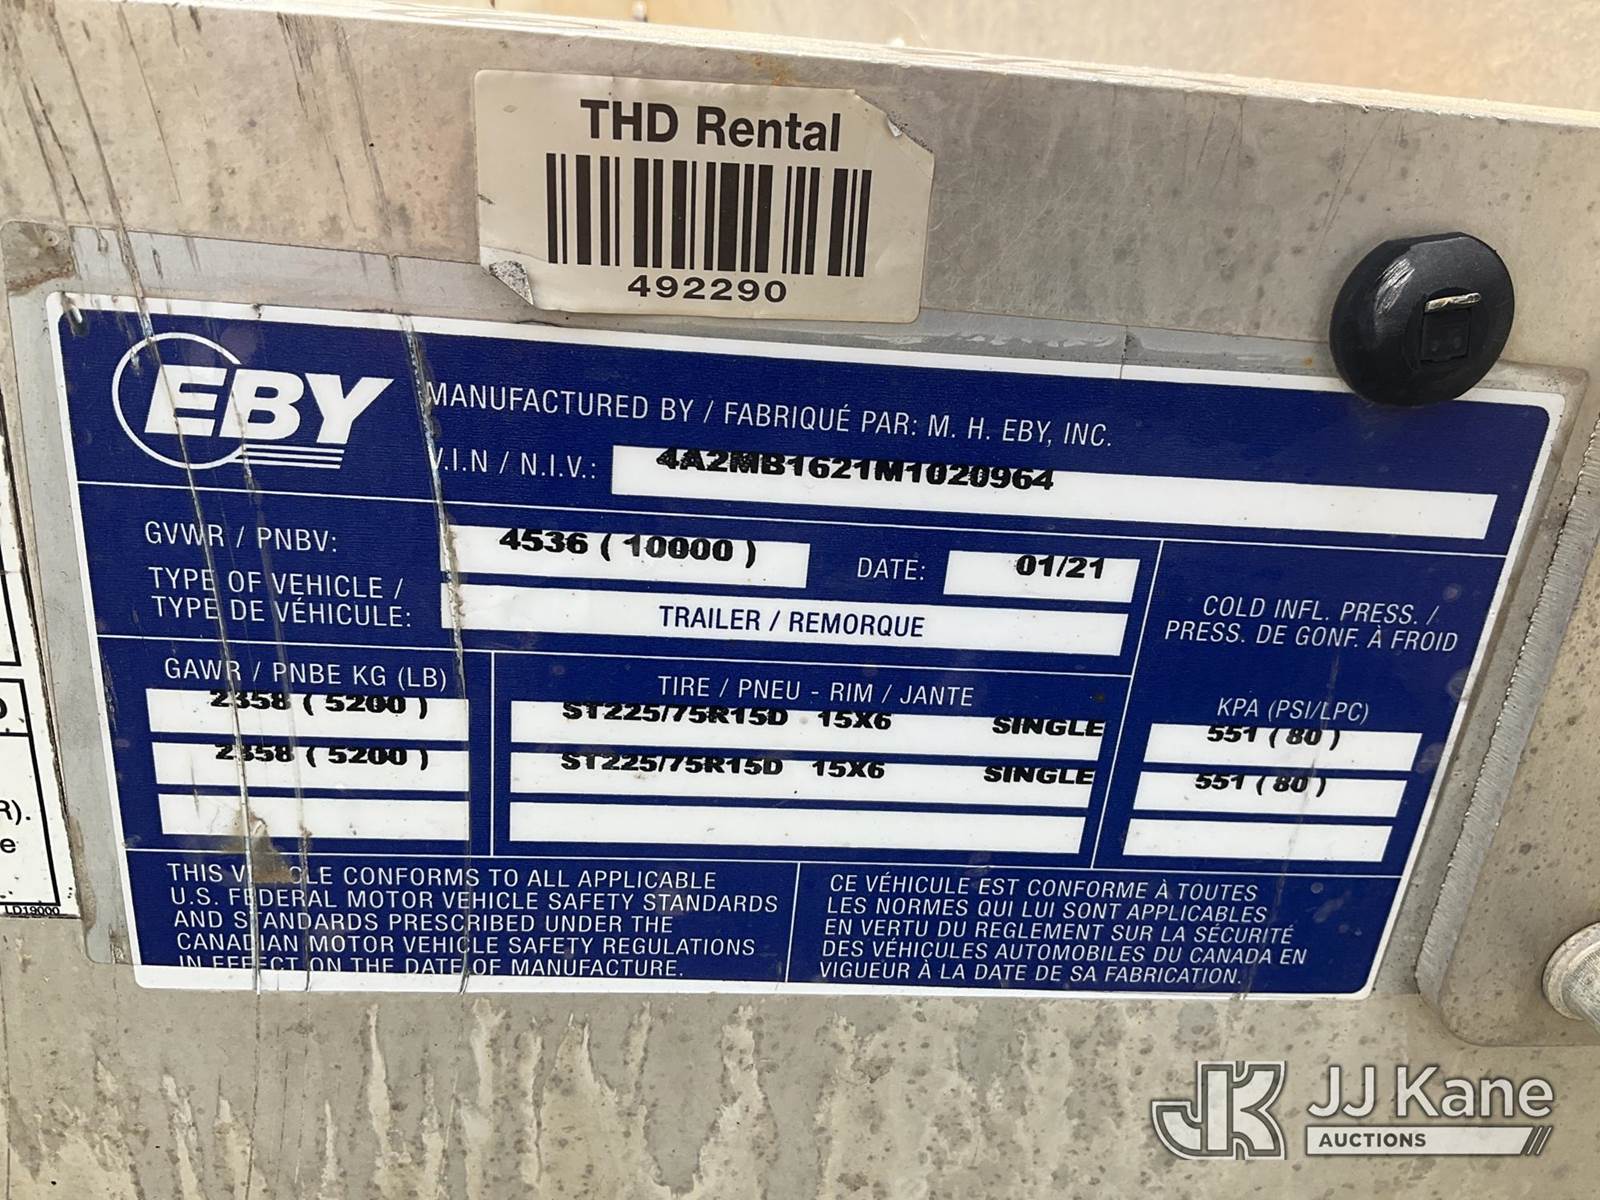 THD Rental
492290
EBY
MANUFACTURED BY / FABRIQUÉ PAR: M. H. EBY, INC.
V.I.N / N.I.V.: 4A2MB1621M1020964
GVWR / PNBV: 4536 ( 10000 ) DATE: 01/21
TYPE OF VEHICLE /
TYPE DE VÉHICULE: TRAILER / REMORQUE
COLD INFL. PRESS. /
PRESS. DE GONF. À FROID
GAWR / PNBE KG (LB) TIRE / PNEU - RIM / JANTE KPA (PSI/LPC)
2358 ( 5200 ) ST225/75R15D 15X6 SINGLE 551 ( 80 )
2358 ( 5200 ) ST225/75R15D 15X6 SINGLE 551 ( 80 )
THIS VEHICLE CONFORMS TO ALL APPLICABLE
U.S. FEDERAL MOTOR VEHICLE SAFETY STANDARDS
AND STANDARDS PRESCRIBED UNDER THE
CANADIAN MOTOR VEHICLE SAFETY REGULATIONS
IN EFFECT ON THE DATE OF MANUFACTURE.
CE VÉHICULE EST CONFORME À TOUTES
LES NORMES QUI LUI SONT APPLICABLES
EN VERTU DU REGLEMENT SUR LA SÉCURITÉ
DES VÉHICULES AUTOMOBILES DU CANADA EN
VIGUEUR À LA DATE DE SA FABRICATION.
R).
e
LD19000
JK JJ Kane
AUCTIONS